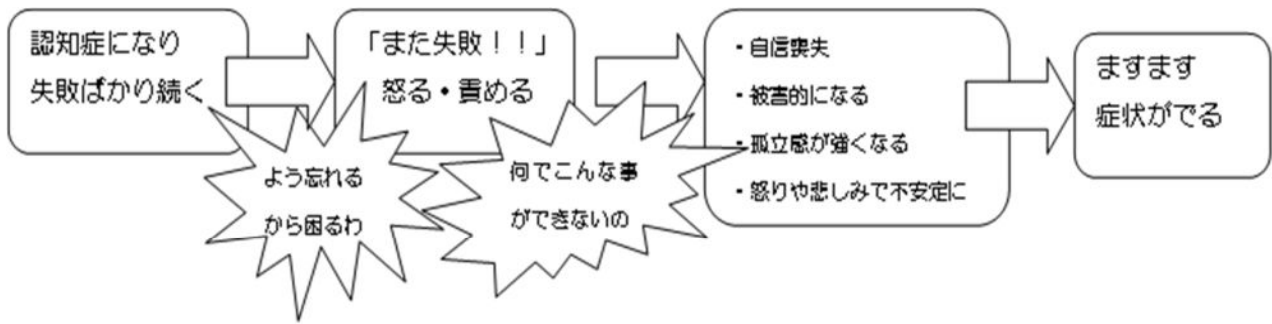 認知症になり
失敗ばかり続く
「また失敗！！」
怒る・責める
よう忘れる
から困るわ
何でこんな事
ができないの
・自信喪失
・被害的になる
・孤立感が強くなる
・怒りや悲しみで不安定に
ますます
症状がでる